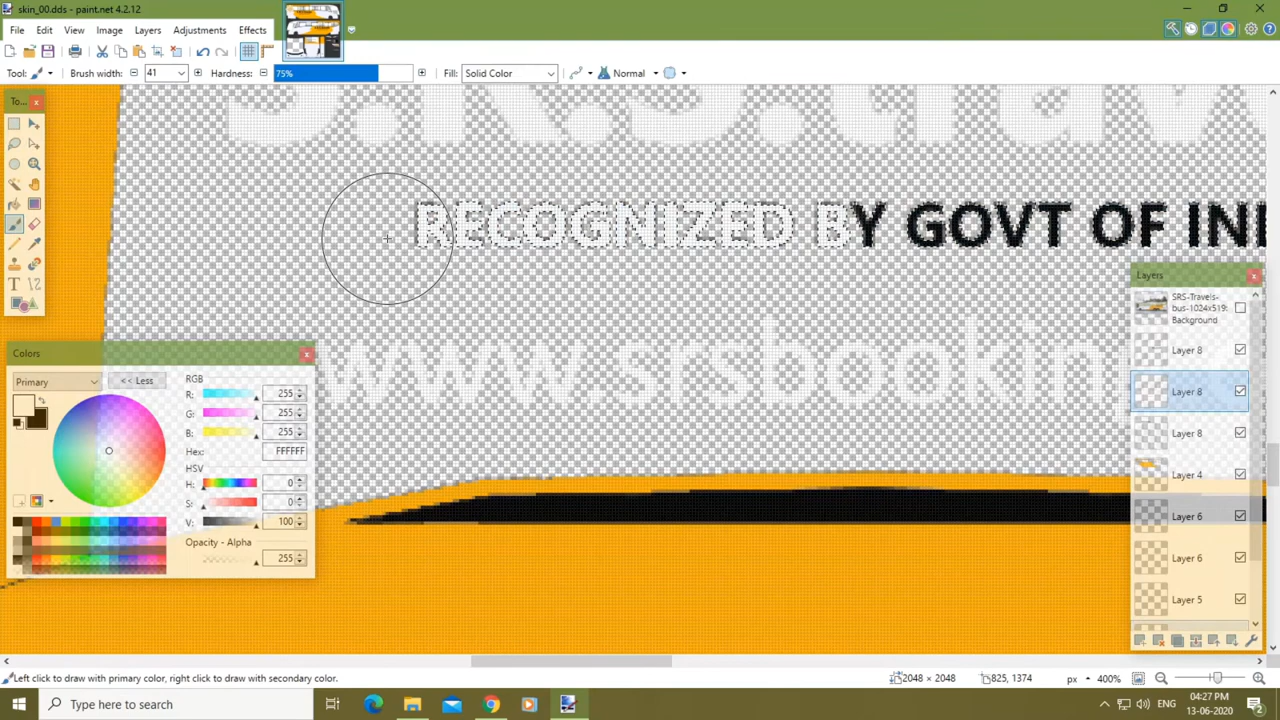 skin_00.dds - paint.net 4.2.12
File Edit View Image Layers Adjustments Effects
Tool: Brush width: 41 Hardness: 75% Fill: Solid Color Normal
To...
S.R.S.Trav
RECOGNIZED BY GOVT OF IN
www.srsbookin
Layers
SRS-Travels-
bus-1024x519:
Background
Layer 8
Layer 8
Layer 8
Layer 4
Layer 6
Layer 6
Layer 5
Colors
Primary << Less
RGB
R: 255
G: 255
B: 255
Hex: FFFFFF
HSV
H: 0
S: 0
V: 100
Opacity - Alpha
255
Left click to draw with primary color, right click to draw with secondary color. 2048 × 2048 825, 1374 px 400%
Type here to search
ENG 04:27 PM
13-06-2020
2